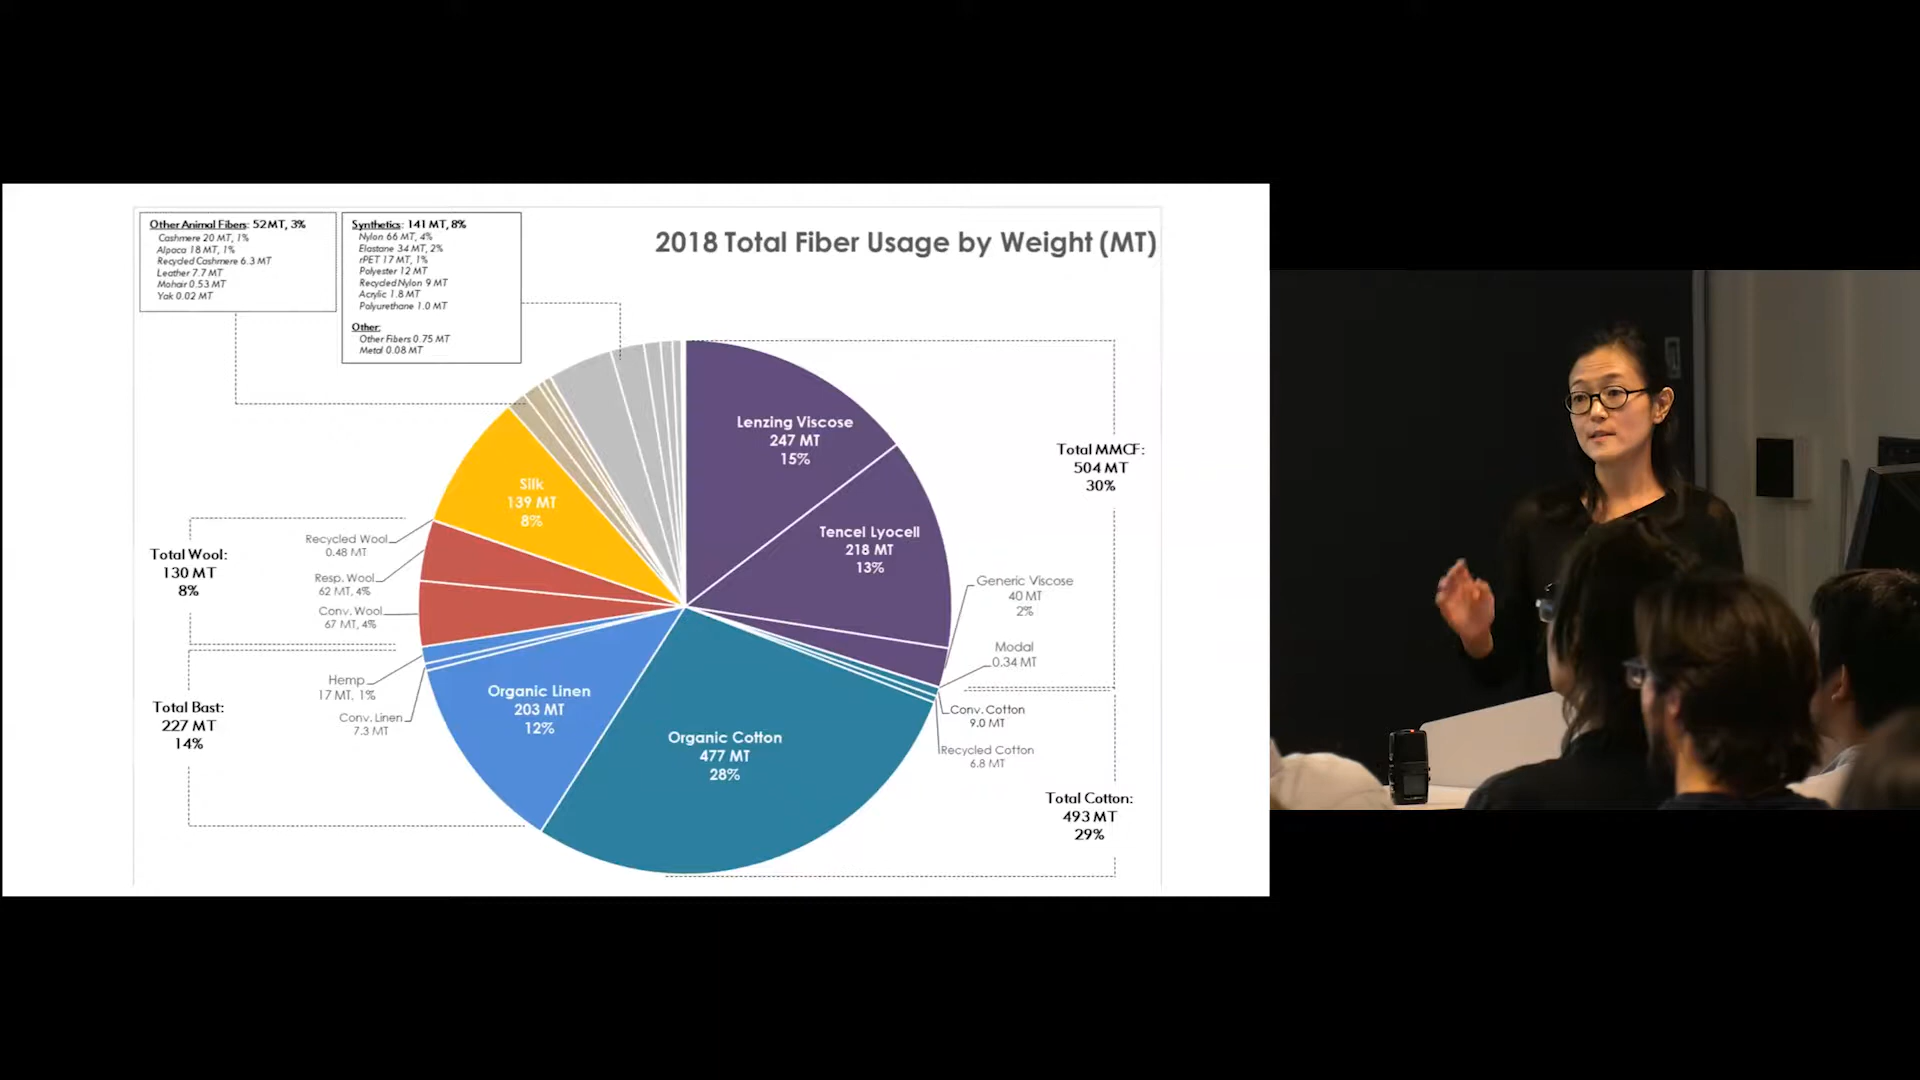 Other Animal Fibers: 52MT, 3%
Cashmere 20 MT, 1%
Alpaca 18 MT, 1%
Recycled Cashmere 6.3 MT
Leather 7.7 MT
Mohair 0.53 MT
Yak 0.02 MT
Synthetics: 141 MT, 8%
Nylon 66 MT, 4%
Elastane 34 MT, 2%
rPET 17 MT, 1%
Polyester 12 MT
Recycled Nylon 9 MT
Acrylic 1.8 MT
Polyurethane 1.0 MT
Other:
Other Fibers 0.75 MT
Metal 0.08 MT
2018 Total Fiber Usage by Weight (MT)
Lenzing Viscose
247 MT
15%
Total MMCF:
504 MT
30%
Tencel Lyocell
218 MT
13%
Generic Viscose
40 MT
2%
Modal
0.34 MT
Conv. Cotton
9.0 MT
Recycled Cotton
6.8 MT
Total Cotton:
493 MT
29%
Organic Cotton
477 MT
28%
Organic Linen
203 MT
12%
Conv. Linen
7.3 MT
Hemp
17 MT, 1%
Total Bast:
227 MT
14%
Conv. Wool
67 MT, 4%
Resp. Wool
62 MT, 4%
Recycled Wool
0.48 MT
Total Wool:
130 MT
8%
Silk
139 MT
8%